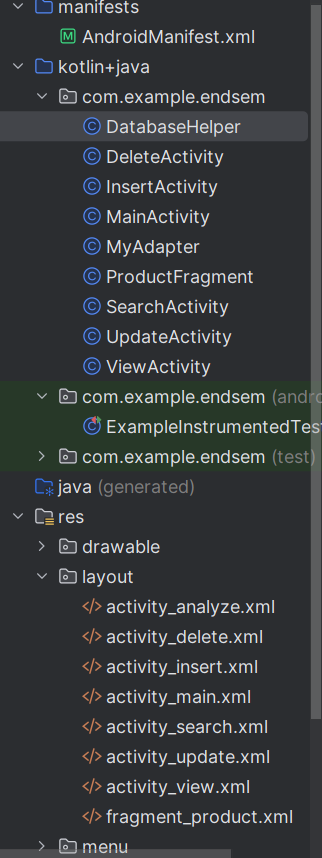 manifests
AndroidManifest.xml
kotlin+java
com.example.endsem
DatabaseHelper
DeleteActivity
InsertActivity
MainActivity
MyAdapter
ProductFragment
SearchActivity
UpdateActivity
ViewActivity
com.example.endsem (andro
ExampleInstrumentedTest
com.example.endsem (test)
java (generated)
res
drawable
layout
activity_analyze.xml
activity_delete.xml
activity_insert.xml
activity_main.xml
activity_search.xml
activity_update.xml
activity_view.xml
fragment_product.xml
menu